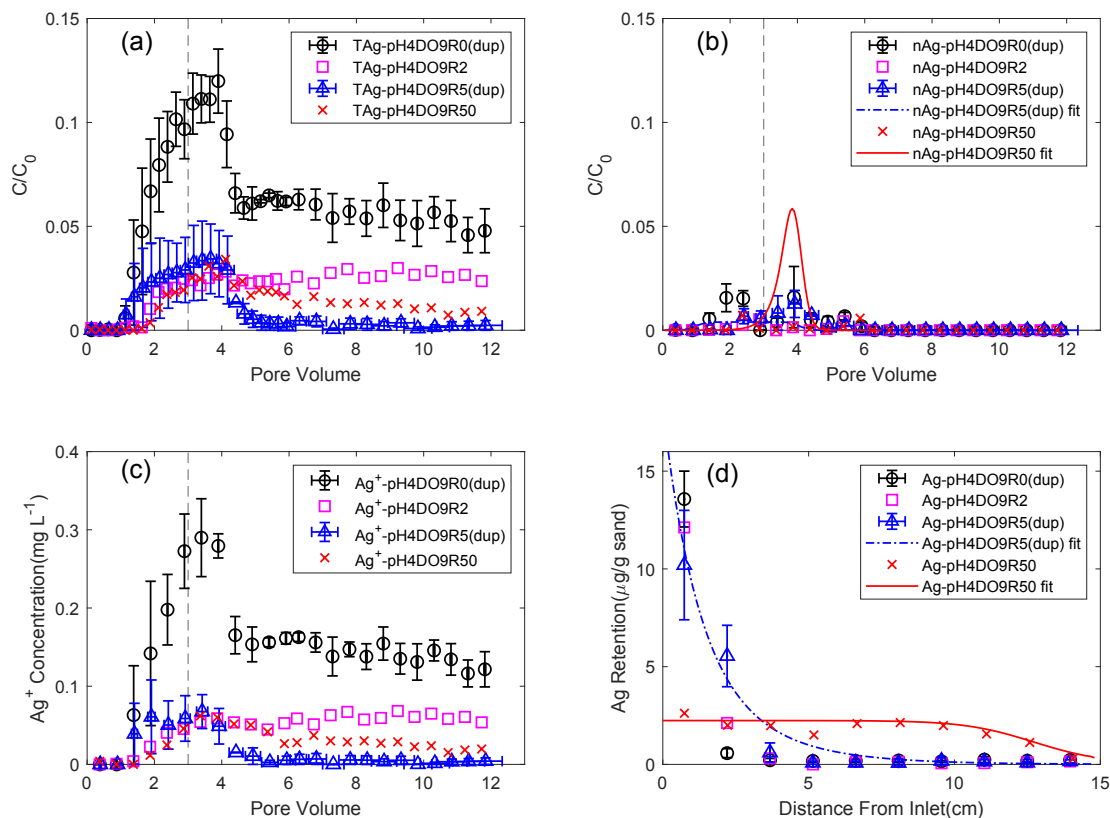 (a)
TAg-pH4DO9R0(dup)
TAg-pH4DO9R2
TAg-pH4DO9R5(dup)
TAg-pH4DO9R50
C/C0
0.15
0.1
0.05
0
0 2 4 6 8 10 12
Pore Volume
(b)
nAg-pH4DO9R0(dup)
nAg-pH4DO9R2
nAg-pH4DO9R5(dup)
nAg-pH4DO9R5(dup) fit
nAg-pH4DO9R50
nAg-pH4DO9R50 fit
C/C0
0.15
0.1
0.05
0
0 2 4 6 8 10 12
Pore Volume
(c)
Ag+-pH4DO9R0(dup)
Ag+-pH4DO9R2
Ag+-pH4DO9R5(dup)
Ag+-pH4DO9R50
Ag+ Concentration(mg L-1)
0.4
0.3
0.2
0.1
0
0 2 4 6 8 10 12
Pore Volume
(d)
Ag-pH4DO9R0(dup)
Ag-pH4DO9R2
Ag-pH4DO9R5(dup)
Ag-pH4DO9R5(dup) fit
Ag-pH4DO9R50
Ag-pH4DO9R50 fit
Ag Retention(μg/g sand)
15
10
5
0
0 5 10 15
Distance From Inlet(cm)